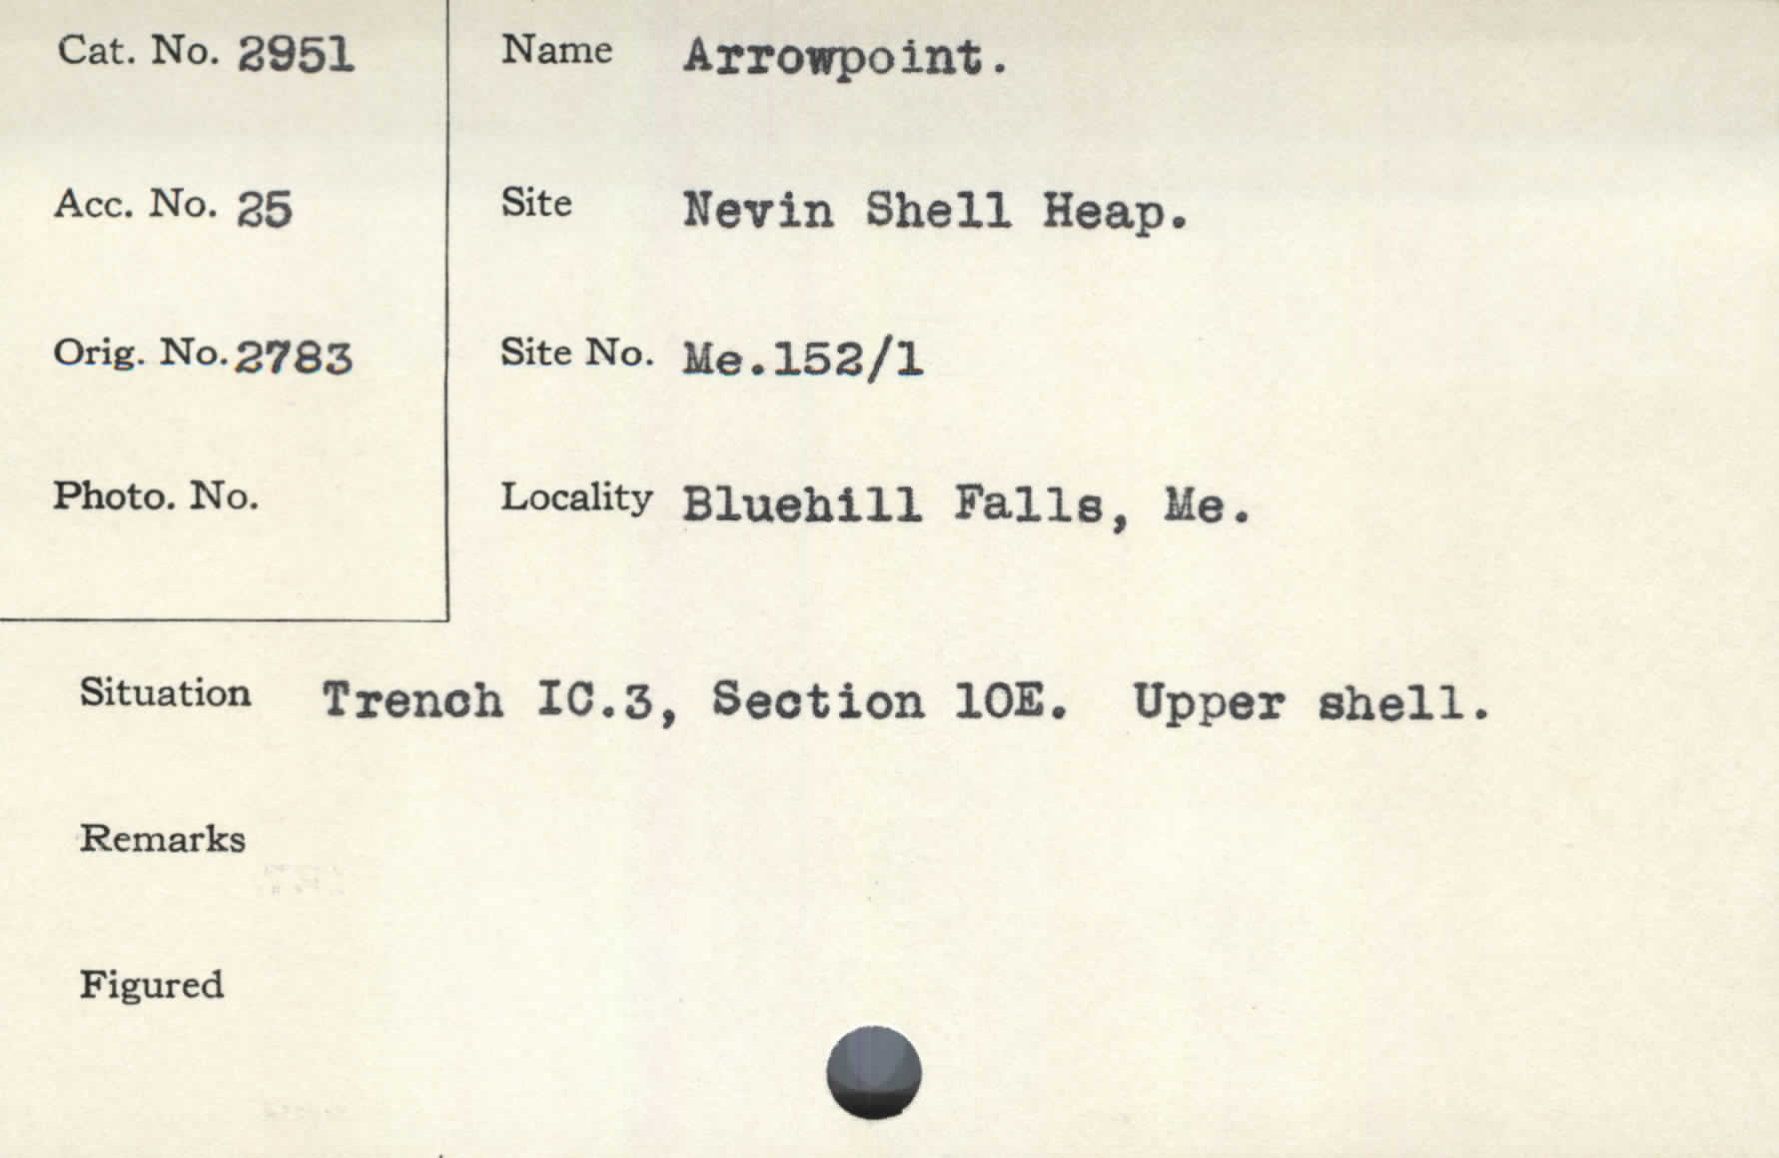 Cat. No. 2951
Name Arrowpoint.
Acc. No. 25
Site Nevin Shell Heap.
Orig. No. 2783
Site No. Me.152/1
Photo. No.
Locality Bluehill Falls, Me.
Situation Trench IC.3, Section 10E. Upper shell.
Remarks
Figured